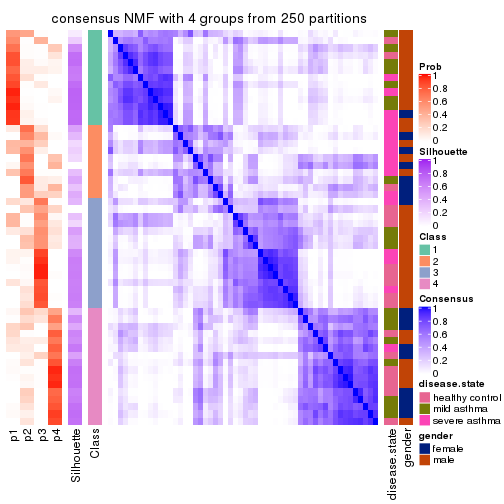 consensus NMF with 4 groups from 250 partitions
p1
p2
p3
p4
Silhouette
Class
disease.state
gender
Prob
1
0.8
0.6
0.4
0.2
0
Silhouette
1
0.8
0.6
0.4
0.2
0
Class
1
2
3
4
Consensus
1
0.8
0.6
0.4
0.2
0
disease.state
healthy control
mild asthma
severe asthma
gender
female
male